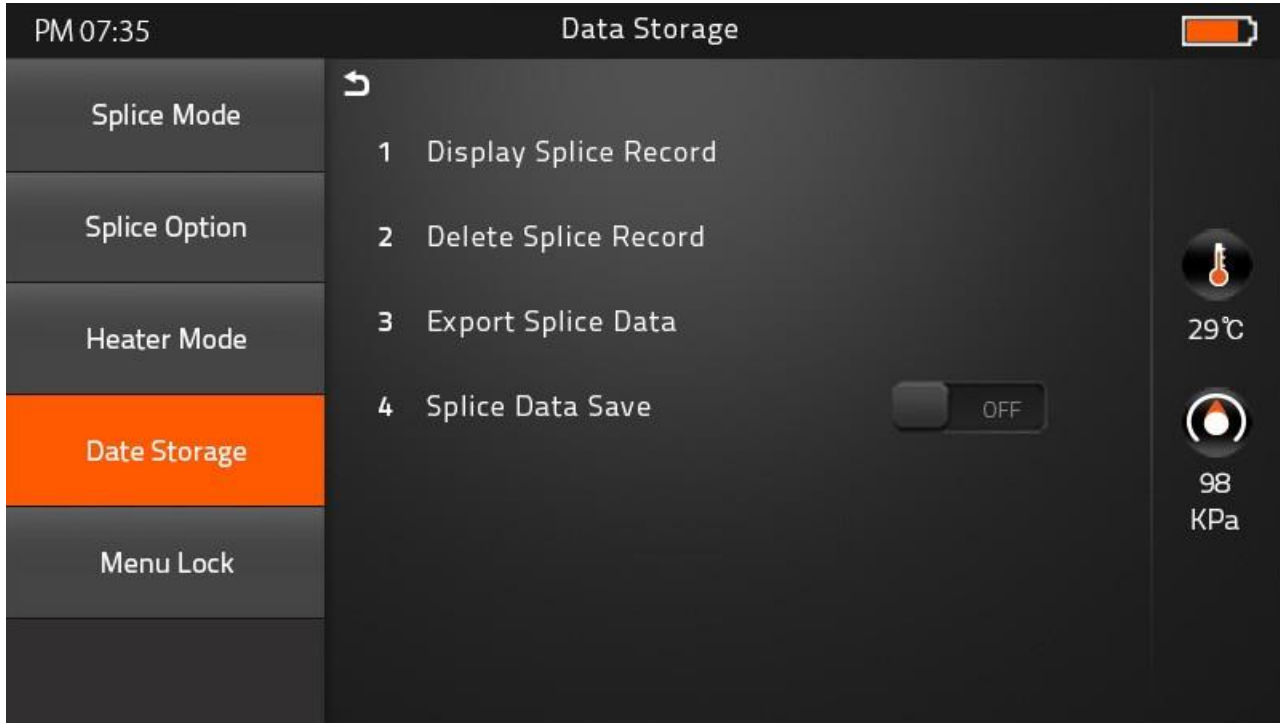 PM 07:35
Data Storage
Splice Mode
Splice Option
Heater Mode
Date Storage
Menu Lock
1 Display Splice Record
2 Delete Splice Record
3 Export Splice Data
4 Splice Data Save OFF
29℃
98
KPa